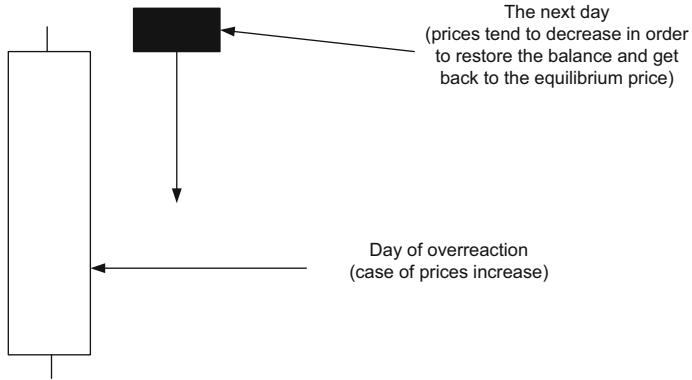 The next day
(prices tend to decrease in order
to restore the balance and get
back to the equilibrium price)
Day of overreaction
(case of prices increase)